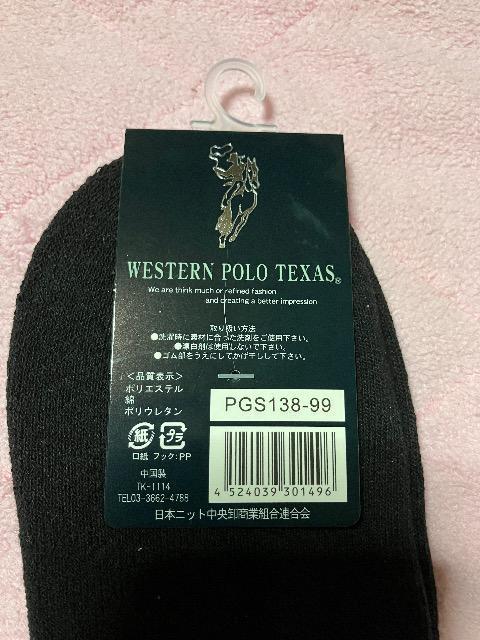 WESTERN POLO TEXAS®
We are think much or refined fashion
and creating a better impression
取り扱い方法
●洗濯時に素材に合った洗剤をご使用下さい。
●漂白剤は使用しないで下さい。
●ゴム部をうえにしてかげ干しして下さい。
<品質表示>
ポリエステル
綿
ポリウレタン
PGS138-99
紙 プラ
口紙 フック:PP
中国製
TK-1114
TEL03-3662-4788
4 524039 301496
日本ニット中央卸商業組合連合会